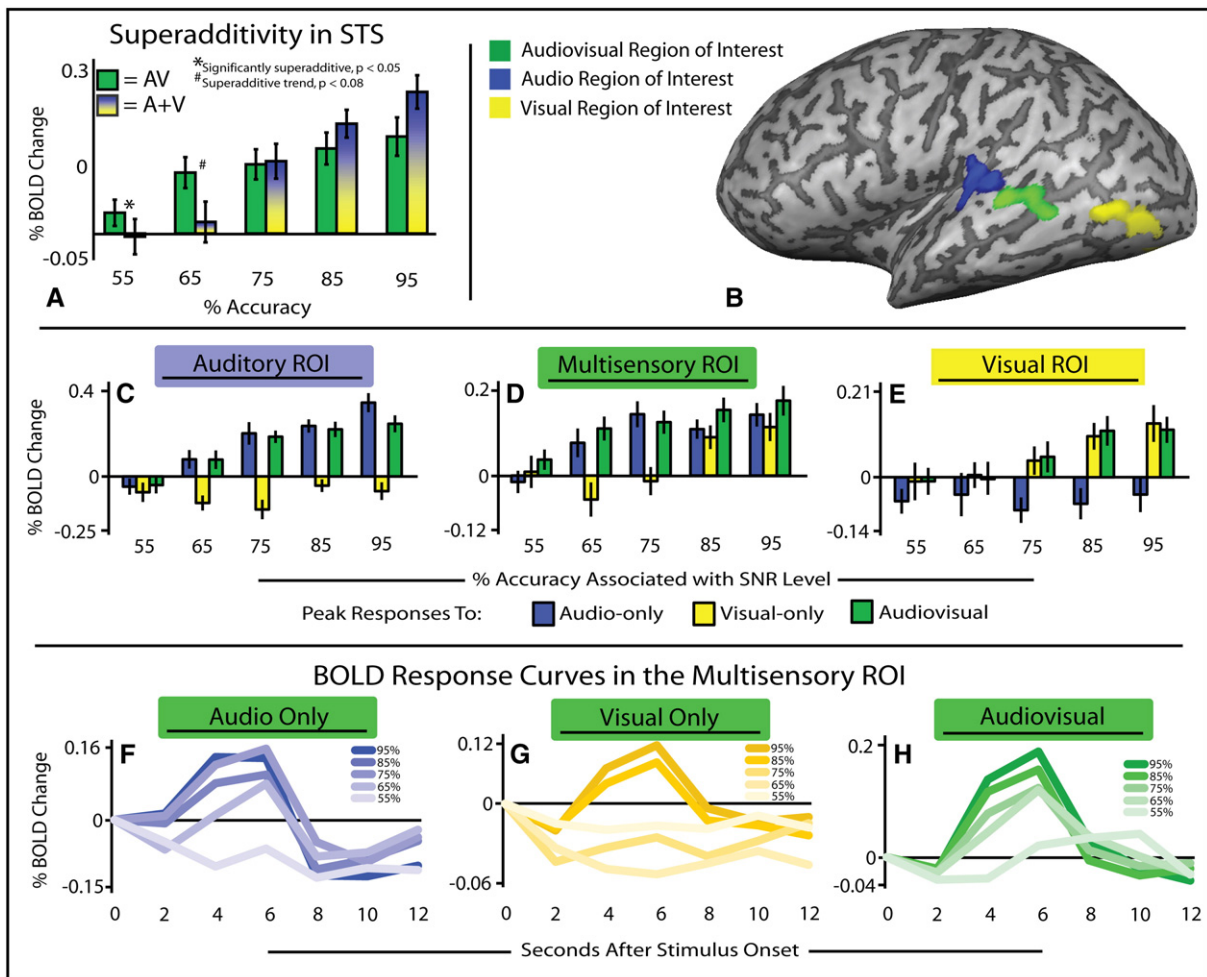 Superadditivity in STS
0.3
= AV
= A+V
*Significantly superadditive, p < 0.05
#Superadditive trend, p < 0.08
% BOLD Change
0
-0.05
*
#
55 65 75 85 95
% Accuracy
A
Audiovisual Region of Interest
Audio Region of Interest
Visual Region of Interest
B
Auditory ROI
C
% BOLD Change
0.4
0
-0.25
55 65 75 85 95
Multisensory ROI
D
0.2
0
-0.12
55 65 75 85 95
Visual ROI
E
0.21
0
-0.14
55 65 75 85 95
% Accuracy Associated with SNR Level
Peak Responses To: Audio-only Visual-only Audiovisual
BOLD Response Curves in the Multisensory ROI
Audio Only
F
% BOLD Change
0.16
0
-0.15
95%
85%
75%
65%
55%
0 2 4 6 8 10 12
Visual Only
G
0.12
0
-0.06
95%
85%
75%
65%
55%
0 2 4 6 8 10 12
Audiovisual
H
0.2
0
-0.04
95%
85%
75%
65%
55%
0 2 4 6 8 10 12
Seconds After Stimulus Onset